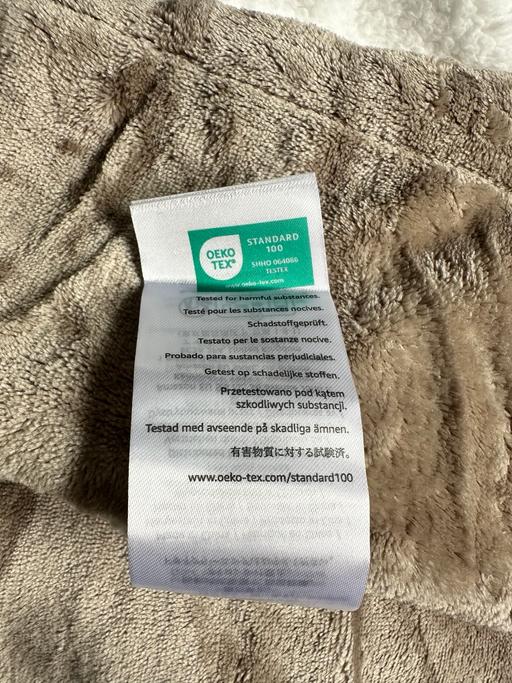 OEKO
TEX®
STANDARD
100
SHHO 064086
TESTEX
www.oeko-tex.com
Tested for harmful substances.
Testé pour les substances nocives.
Schadstoffgeprüft.
Testato per le sostanze nocive.
Probado para sustancias perjudiciales.
Getest op schadelijke stoffen.
Przetestowano pod kątem
szkodliwych substancji.
Testad med avseende på skadliga ämnen.
有害物質に対する試験済。
www.oeko-tex.com/standard100